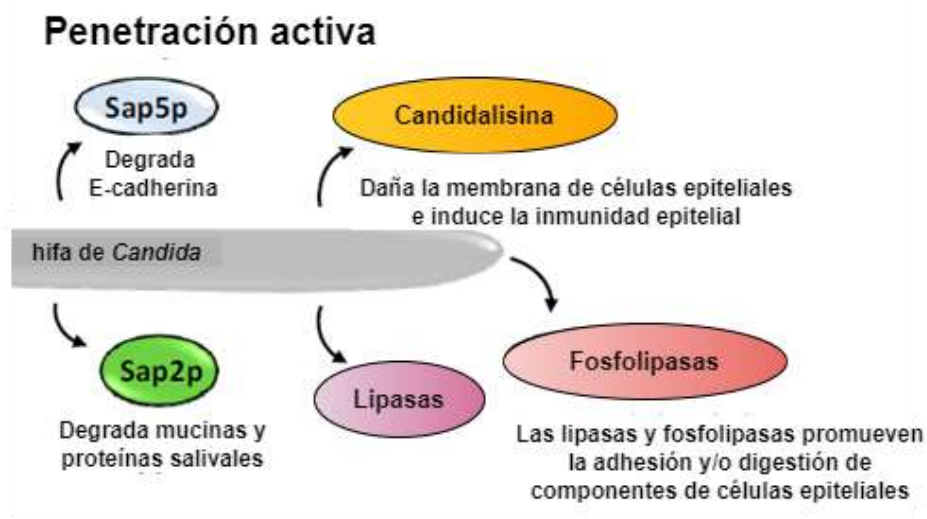 Penetración activa
Sap5p
Degrada
E-cadherina
Candidalisina
Daña la membrana de células epiteliales
e induce la inmunidad epitelial
hifa de Candida
Sap2p
Degrada mucinas y
proteínas salivales
Lipasas
Fosfolipasas
Las lipasas y fosfolipasas promueven
la adhesión y/o digestión de
componentes de células epiteliales